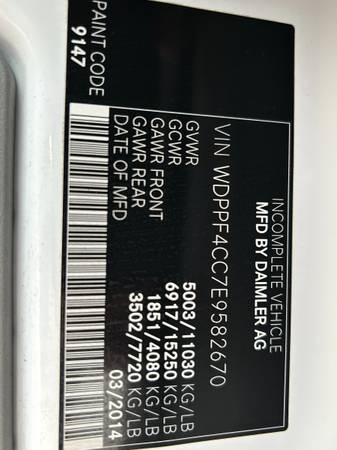 INCOMPLETE VEHICLE
MFD BY DAIMLER AG
VIN WDPPF4CC7E9582670
GVWR 5003/11030 KG/LB
GCWR 6917/15250 KG/LB
GAWR FRONT 1851/4080 KG/LB
GAWR REAR 3502/7720 KG/LB
DATE OF MFD 03/2014
PAINT CODE
9147